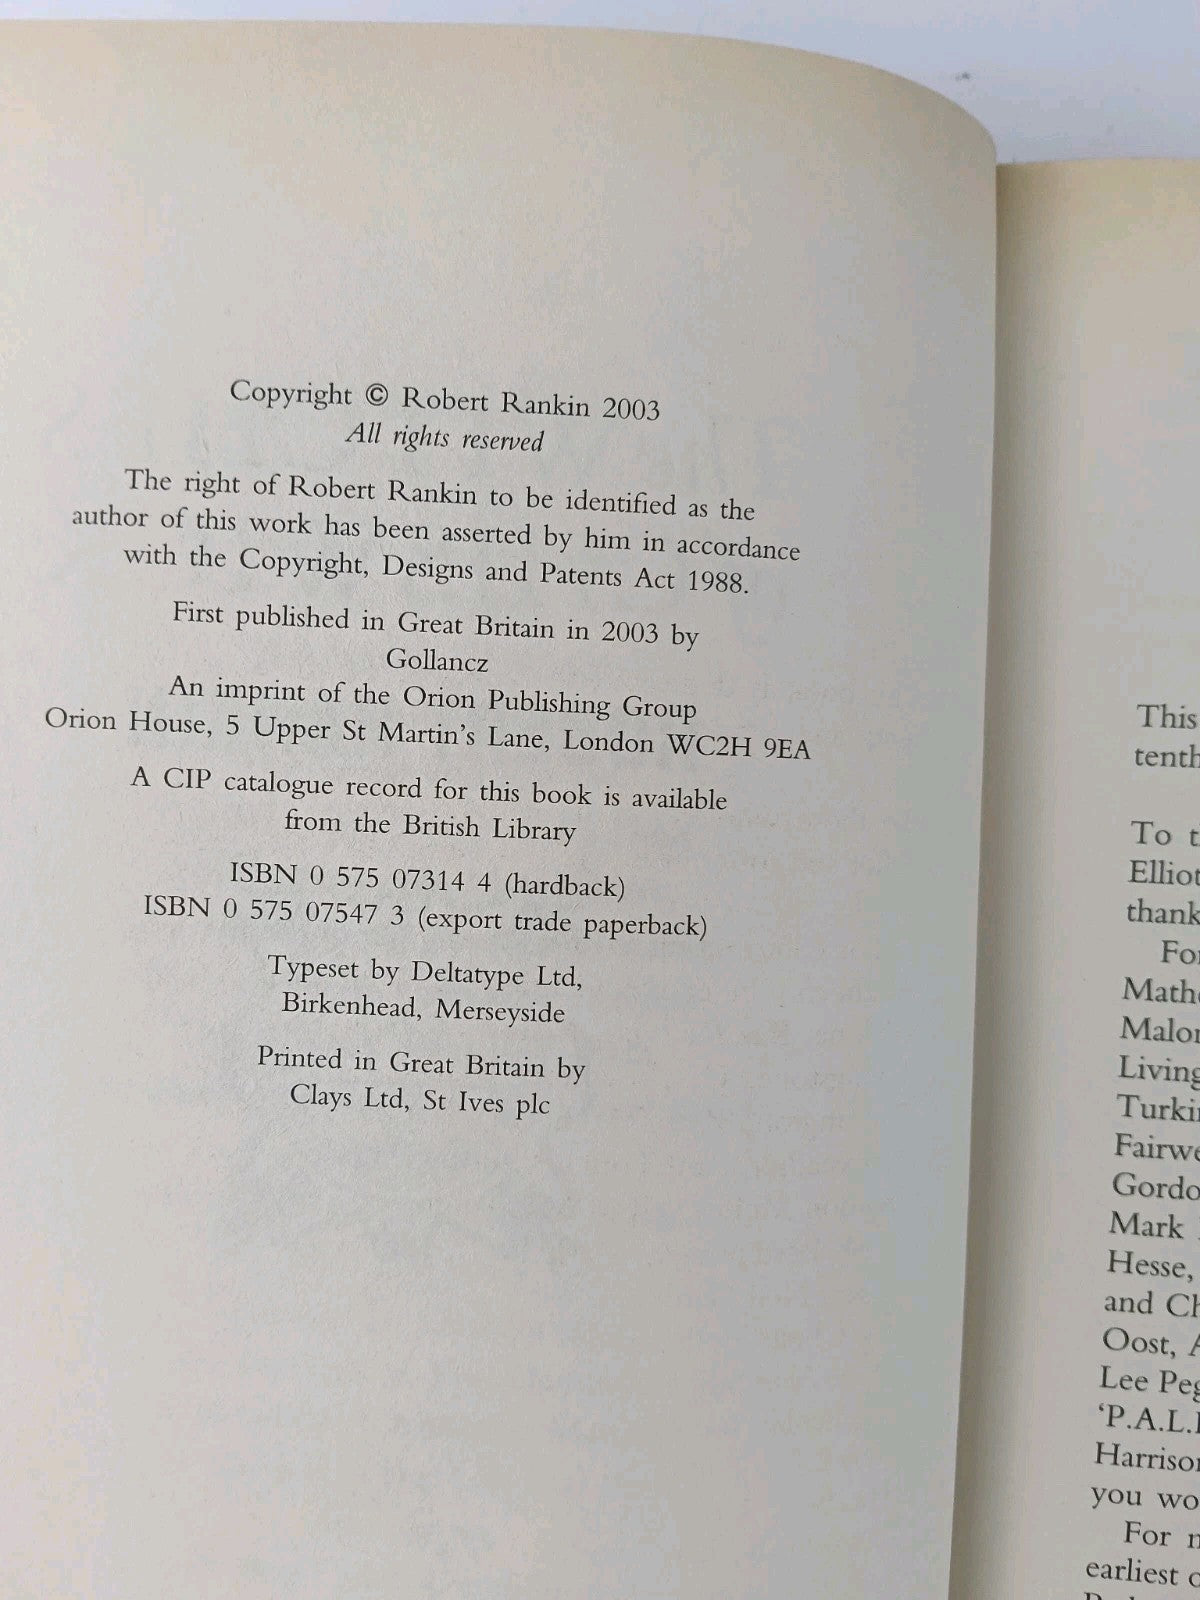 Copyright © Robert Rankin 2003
All rights reserved
The right of Robert Rankin to be identified as the
author of this work has been asserted by him in accordance
with the Copyright, Designs and Patents Act 1988.
First published in Great Britain in 2003 by
Gollancz
An imprint of the Orion Publishing Group
Orion House, 5 Upper St Martin's Lane, London WC2H 9EA
A CIP catalogue record for this book is available
from the British Library
ISBN 0 575 07314 4 (hardback)
ISBN 0 575 07547 3 (export trade paperback)
Typeset by Deltatype Ltd,
Birkenhead, Merseyside
Printed in Great Britain by
Clays Ltd, St Ives plc
This
tenth
To
Elliot
thank
For
Living
Mark
Hesse,
and
Oost,
Lee
'P.A.L.
Harrison
you
For
earliest